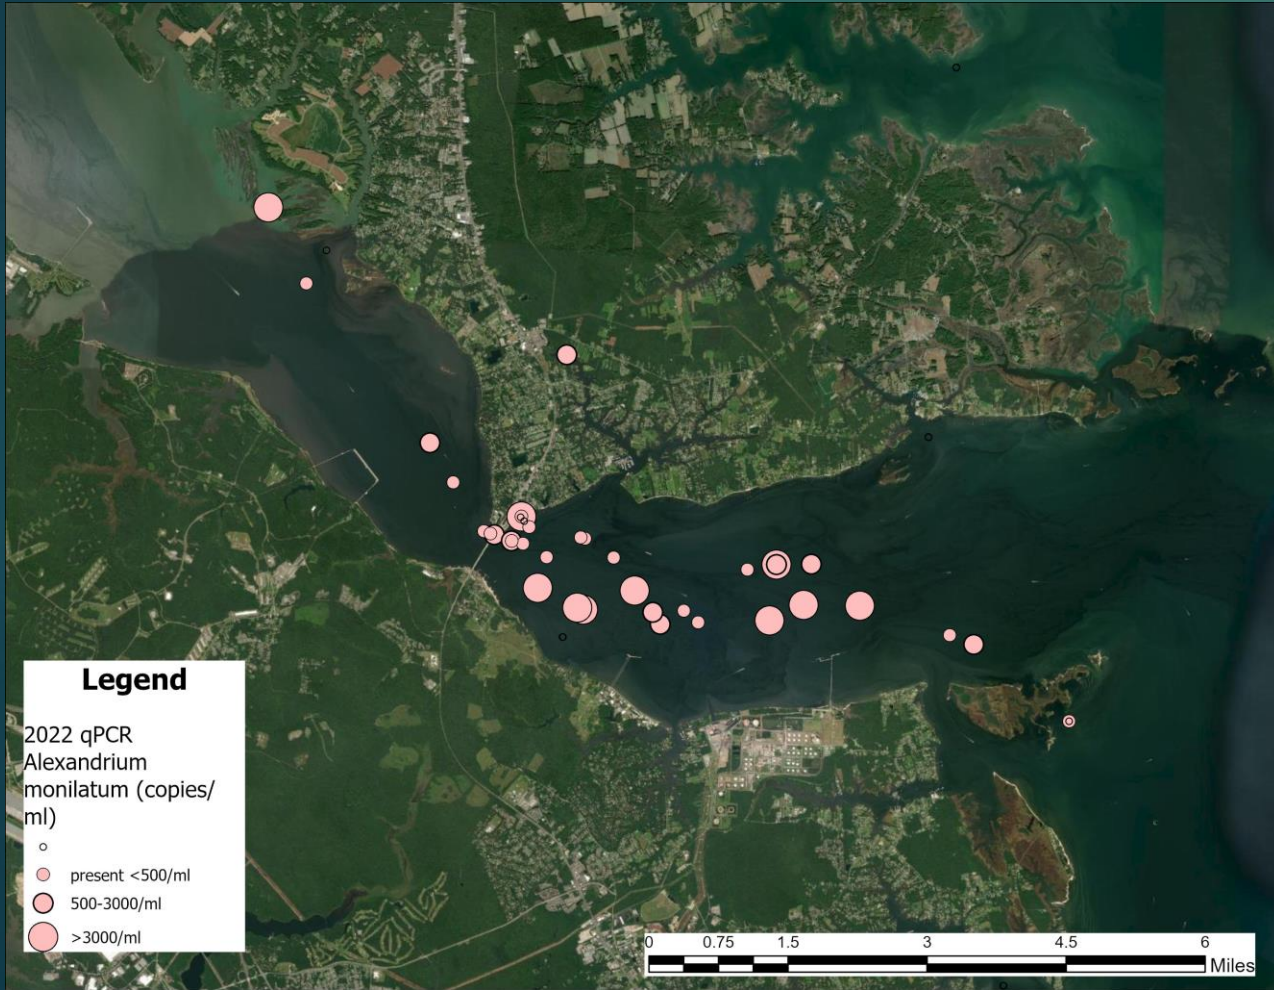 Legend
2022 qPCR
Alexandrium
monilatum (copies/
ml)
present <500/ml
500-3000/ml
>3000/ml
0 0.75 1.5 3 4.5 6
Miles